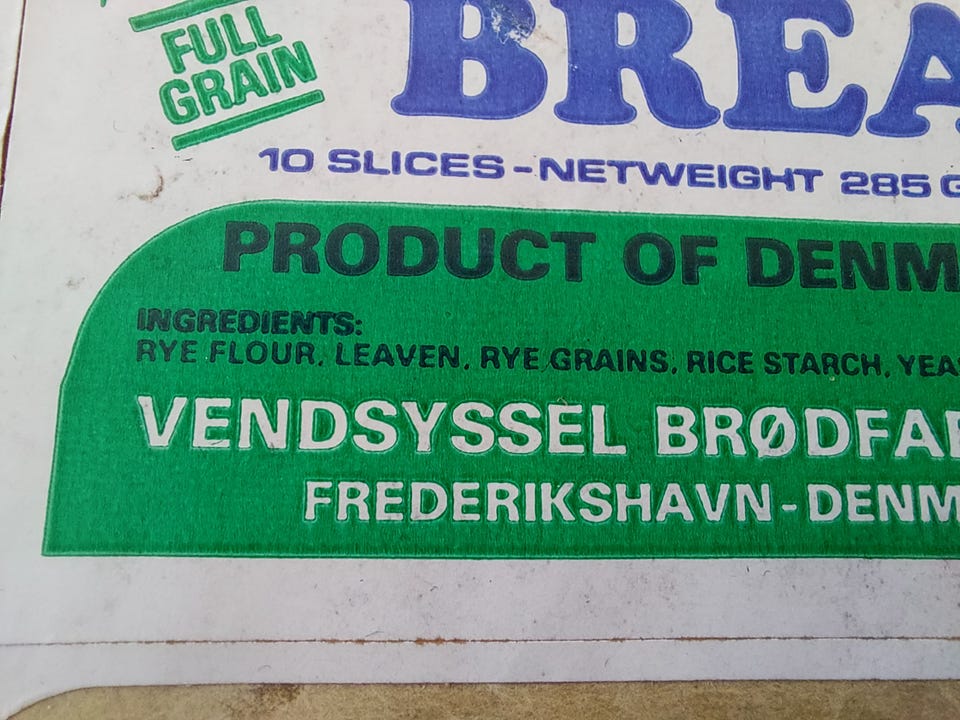 FULL
GRAIN
BREA
10 SLICES - NETWEIGHT 285 G
PRODUCT OF DENM
INGREDIENTS:
RYE FLOUR, LEAVEN, RYE GRAINS, RICE STARCH, YEA
VENDSYSSEL BRØDFA
FREDERIKSHAVN - DENM